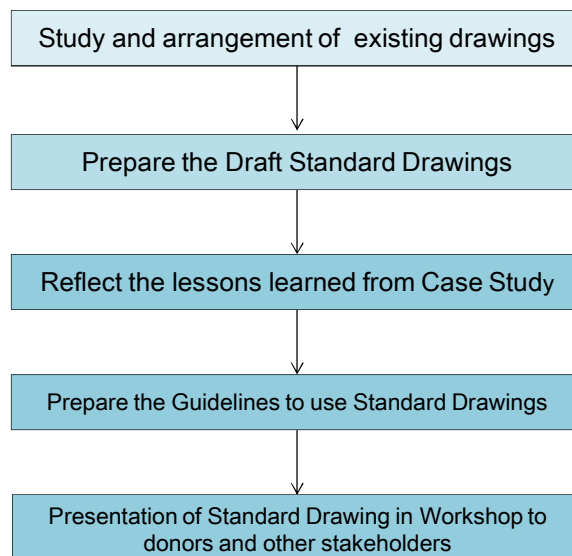 Study and arrangement of existing drawings
Prepare the Draft Standard Drawings
Reflect the lessons learned from Case Study
Prepare the Guidelines to use Standard Drawings
Presentation of Standard Drawing in Workshop to
donors and other stakeholders